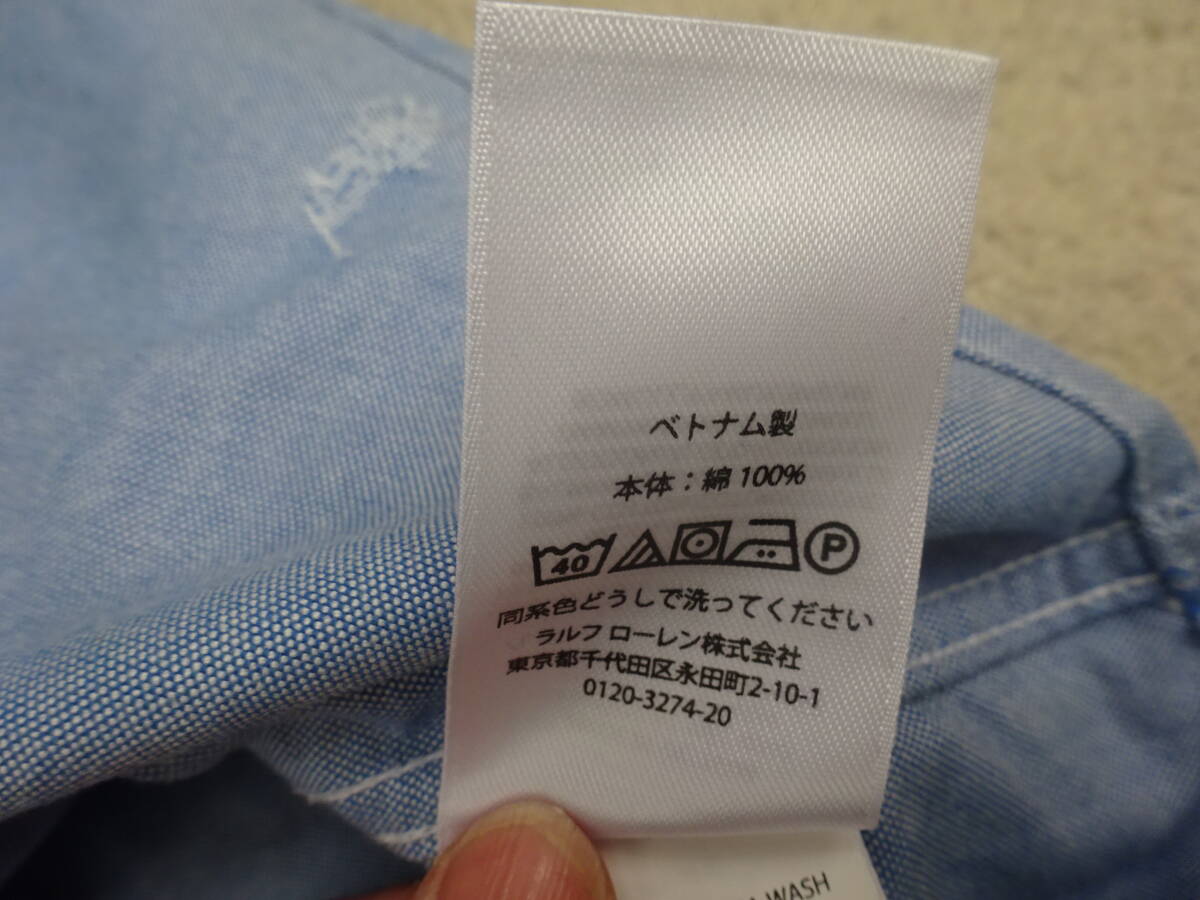 ベトナム製
本体：綿 100%
40 P
同系色どうしで洗ってください
ラルフ ローレン株式会社
東京都千代田区永田町2-10-1
0120-3274-20
WASH